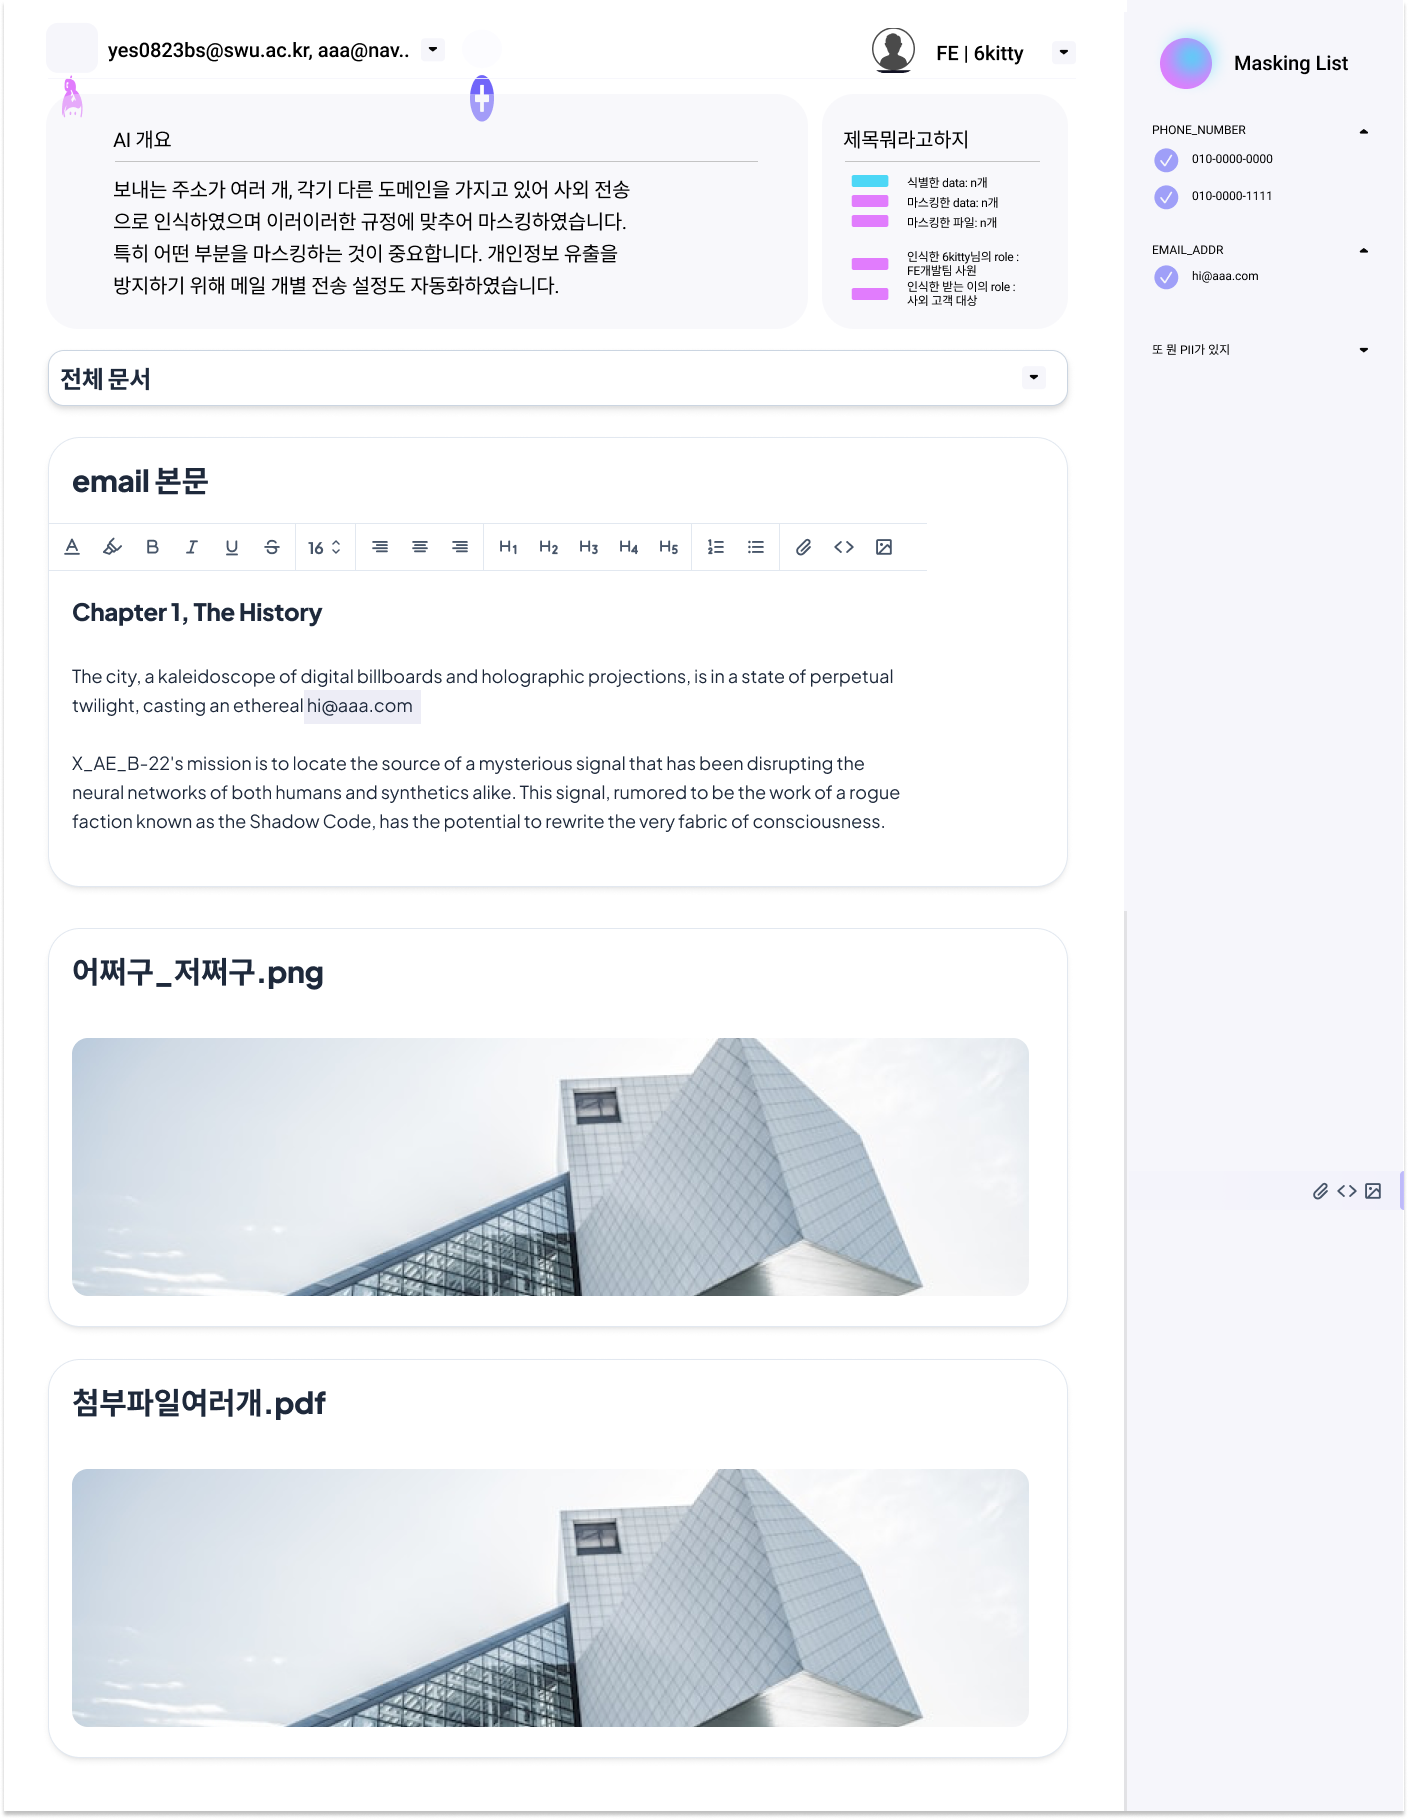 yes0823bs@swu.ac.kr, aaa@nav..
FE | 6kitty
AI 개요
보내는 주소가 여러 개, 각기 다른 도메인을 가지고 있어 사외 전송
으로 인식하였으며 이러이러한 규정에 맞추어 마스킹하였습니다.
특히 어떤 부분을 마스킹하는 것이 중요합니다. 개인정보 유출을
방지하기 위해 메일 개별 전송 설정도 자동화하였습니다.
제목뭐라고하지
식별한 data: n개
마스킹한 data: n개
마스킹한 파일: n개
인식한 6kitty님의 role :
FE개발팀 사원
인식한 받는 이의 role :
사외 고객 대상
전체 문서
email 본문
A B I U S 16 H1 H2 H3 H4 H5
Chapter 1, The History
The city, a kaleidoscope of digital billboards and holographic projections, is in a state of perpetual
twilight, casting an ethereal hi@aaa.com
X_AE_B-22's mission is to locate the source of a mysterious signal that has been disrupting the
neural networks of both humans and synthetics alike. This signal, rumored to be the work of a rogue
faction known as the Shadow Code, has the potential to rewrite the very fabric of consciousness.
어쩌구_저쩌구.png
첨부파일여러개.pdf
Masking List
PHONE_NUMBER
010-0000-0000
010-0000-1111
EMAIL_ADDR
hi@aaa.com
또 뭔 PII가 있지